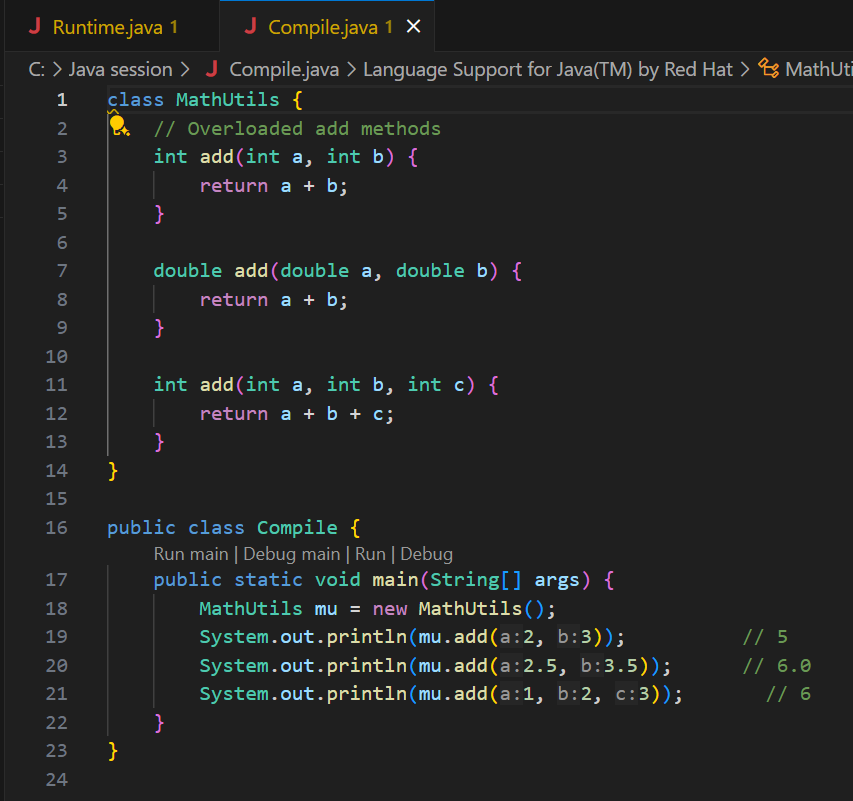 Runtime.java 1
Compile.java 1
C: > Java session > Compile.java > Language Support for Java(TM) by Red Hat > MathUti
1 class MathUtils {
2     // Overloaded add methods
3     int add(int a, int b) {
4         return a + b;
5     }
6
7     double add(double a, double b) {
8         return a + b;
9     }
10
11     int add(int a, int b, int c) {
12         return a + b + c;
13     }
14 }
15
16 public class Compile {
Run main | Debug main | Run | Debug
17     public static void main(String[] args) {
18         MathUtils mu = new MathUtils();
19         System.out.println(mu.add(a:2, b:3));          // 5
20         System.out.println(mu.add(a:2.5, b:3.5));      // 6.0
21         System.out.println(mu.add(a:1, b:2, c:3));       // 6
22     }
23 }
24